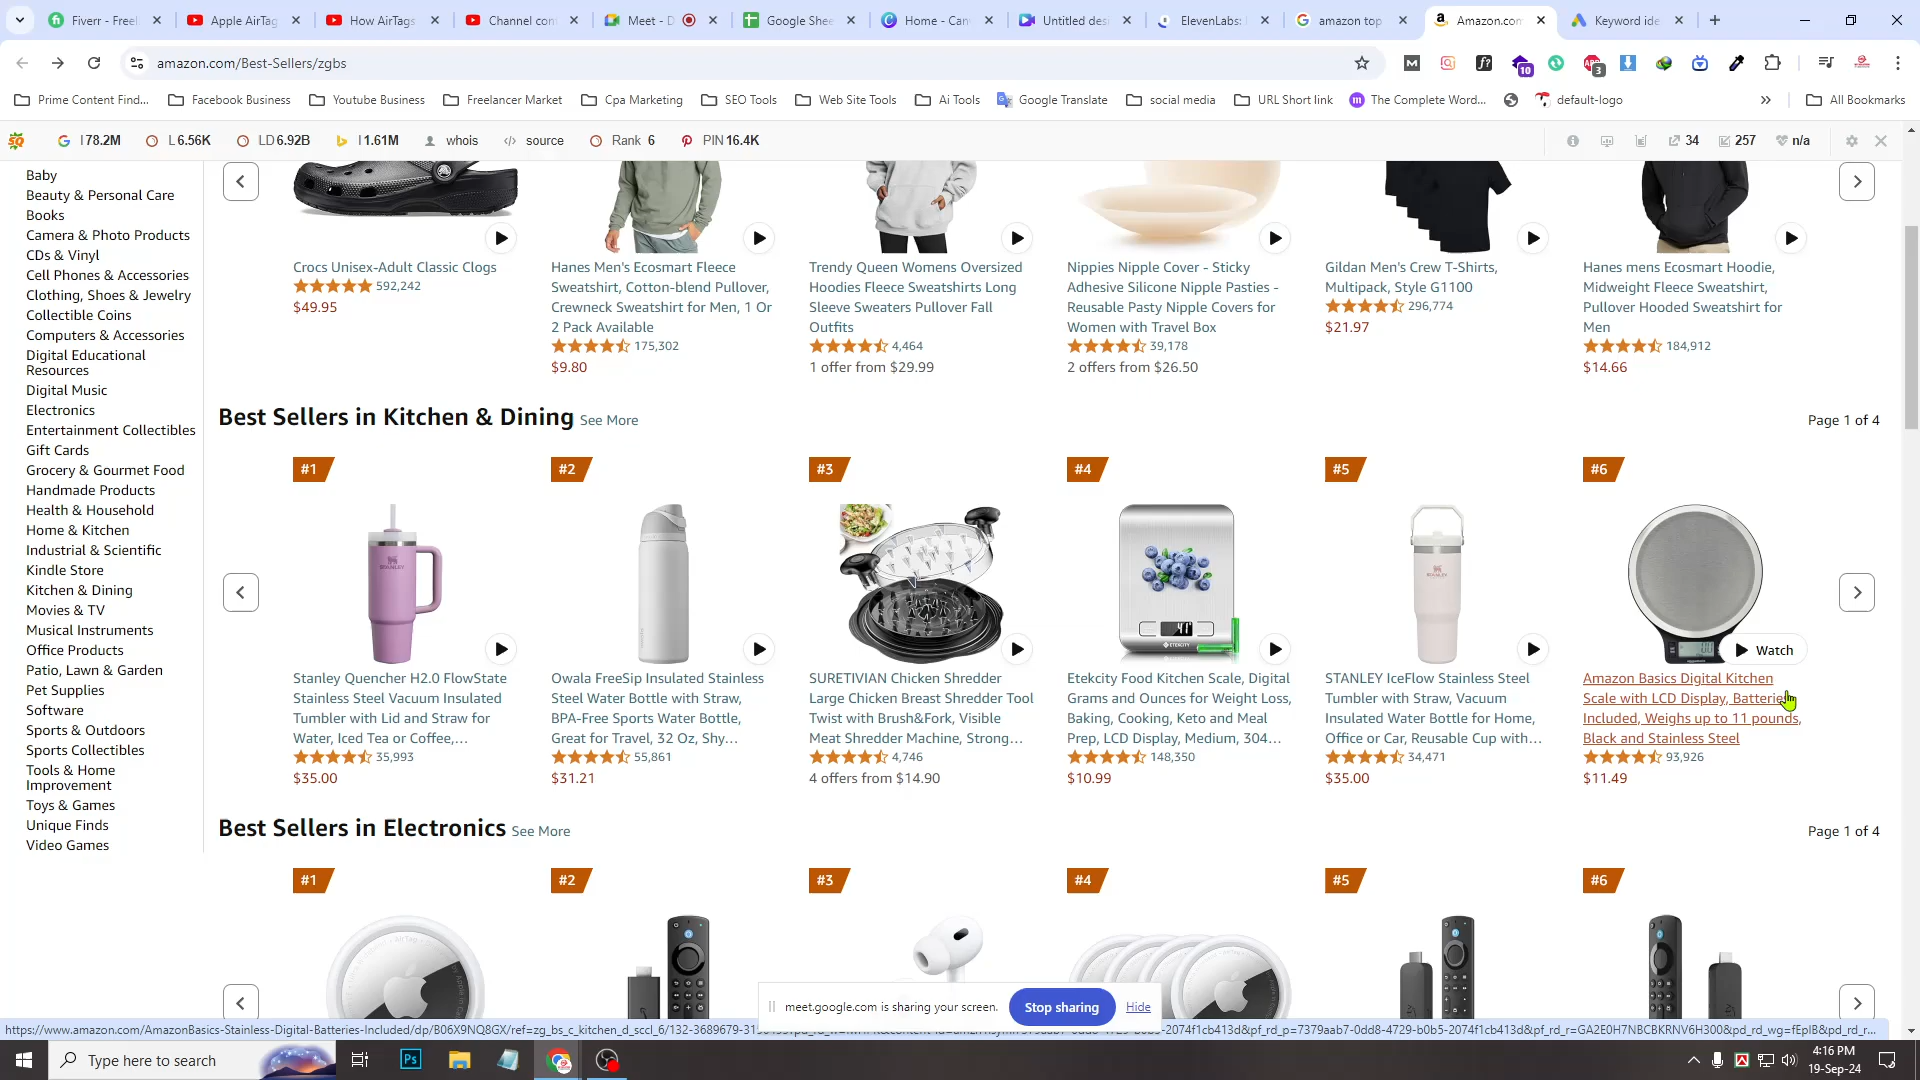 Fiverr - Freel
Apple AirTag
How AirTags
Channel con
Meet - D
Google Shee
Home - Can
Untitled desi
ElevenLabs:
amazon top
Amazon.com
Keyword ide
amazon.com/Best-Sellers/zgbs
10
3
Prime Content Find...
Facebook Business
Youtube Business
Freelancer Market
Cpa Marketing
SEO Tools
Web Site Tools
Ai Tools
Google Translate
social media
URL Short link
The Complete Word...
default-logo
All Bookmarks
I 78.2M
L 6.56K
LD 6.92B
I 1.61M
whois
source
Rank 6
PIN 16.4K
34
257
n/a
Baby
Beauty & Personal Care
Books
Camera & Photo Products
CDs & Vinyl
Cell Phones & Accessories
Clothing, Shoes & Jewelry
Collectible Coins
Computers & Accessories
Digital Educational
Resources
Digital Music
Electronics
Entertainment Collectibles
Gift Cards
Grocery & Gourmet Food
Handmade Products
Health & Household
Home & Kitchen
Industrial & Scientific
Kindle Store
Kitchen & Dining
Movies & TV
Musical Instruments
Office Products
Patio, Lawn & Garden
Pet Supplies
Software
Sports & Outdoors
Sports Collectibles
Tools & Home
Improvement
Toys & Games
Unique Finds
Video Games
Crocs Unisex-Adult Classic Clogs
592,242
$49.95
Hanes Men's Ecosmart Fleece
Sweatshirt, Cotton-blend Pullover,
Crewneck Sweatshirt for Men, 1 Or
2 Pack Available
175,302
$9.80
Trendy Queen Womens Oversized
Hoodies Fleece Sweatshirts Long
Sleeve Sweaters Pullover Fall
Outfits
4,464
1 offer from $29.99
Nippies Nipple Cover - Sticky
Adhesive Silicone Nipple Pasties -
Reusable Pasty Nipple Covers for
Women with Travel Box
39,178
2 offers from $26.50
Gildan Men's Crew T-Shirts,
Multipack, Style G1100
296,774
$21.97
Hanes mens Ecosmart Hoodie,
Midweight Fleece Sweatshirt,
Pullover Hooded Sweatshirt for
Men
184,912
$14.66
Best Sellers in Kitchen & Dining See More
Page 1 of 4
#1
Stanley Quencher H2.0 FlowState
Stainless Steel Vacuum Insulated
Tumbler with Lid and Straw for
Water, Iced Tea or Coffee,...
35,993
$35.00
#2
Owala FreeSip Insulated Stainless
Steel Water Bottle with Straw,
BPA-Free Sports Water Bottle,
Great for Travel, 32 Oz, Shy...
55,861
$31.21
#3
SURETIVIAN Chicken Shredder
Large Chicken Breast Shredder Tool
Twist with Brush&Fork, Visible
Meat Shredder Machine, Strong...
4,746
4 offers from $14.90
#4
Etekcity Food Kitchen Scale, Digital
Grams and Ounces for Weight Loss,
Baking, Cooking, Keto and Meal
Prep, LCD Display, Medium, 304...
148,350
$10.99
#5
STANLEY IceFlow Stainless Steel
Tumbler with Straw, Vacuum
Insulated Water Bottle for Home,
Office or Car, Reusable Cup with...
34,471
$35.00
#6
Watch
Amazon Basics Digital Kitchen
Scale with LCD Display, Batteries
Included, Weighs up to 11 pounds,
Black and Stainless Steel
93,926
$11.49
Best Sellers in Electronics See More
Page 1 of 4
#1
#2
#3
#4
#5
#6
meet.google.com is sharing your screen.
Stop sharing
Hide
Type here to search
4:16 PM
19-Sep-24